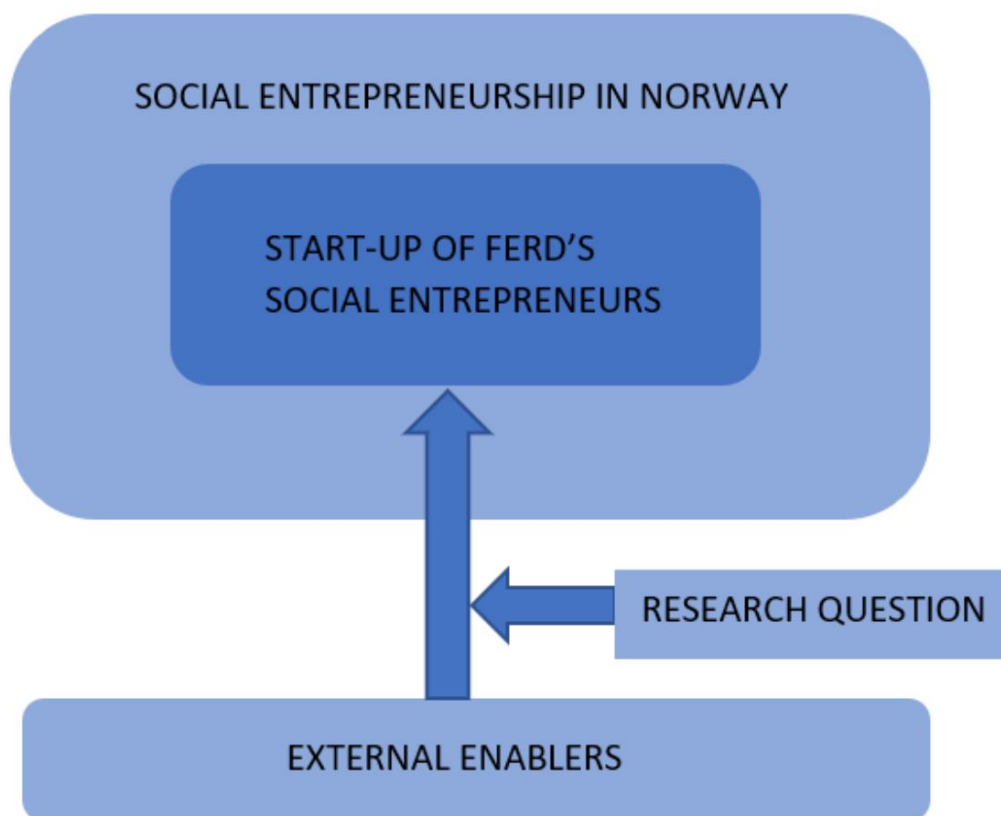 SOCIAL ENTREPRENEURSHIP IN NORWAY
START-UP OF FERD’S
SOCIAL ENTREPRENEURS
RESEARCH QUESTION
EXTERNAL ENABLERS